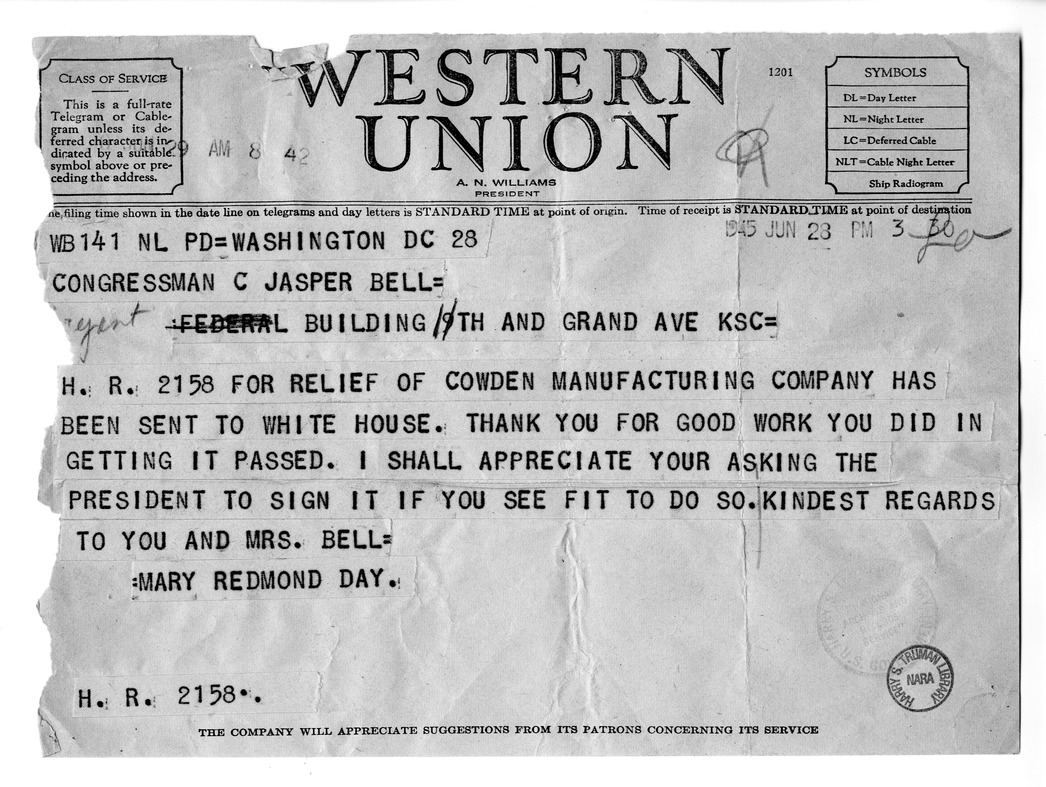 CLASS OF SERVICE
This is a full-rate
Telegram or Cable-
gram unless its de-
ferred character is in-
dicated by a suitable
symbol above or pre-
ceding the address.
WESTERN
UNION
A. N. WILLIAMS
PRESIDENT
1201
SYMBOLS
DL=Day Letter
NL=Night Letter
LC=Deferred Cable
NLT=Cable Night Letter
Ship Radiogram
29 AM 8 42
filing time shown in the date line on telegrams and day letters is STANDARD TIME at point of origin. Time of receipt is STANDARD TIME at point of destination
WB141 NL PD=WASHINGTON DC 28
1945 JUN 28 PM 3 30
CONGRESSMAN C JASPER BELL=
:FEDERAL BUILDING 19TH AND GRAND AVE KSC=
H. R. 2158 FOR RELIEF OF COWDEN MANUFACTURING COMPANY HAS
BEEN SENT TO WHITE HOUSE. THANK YOU FOR GOOD WORK YOU DID IN
GETTING IT PASSED. I SHALL APPRECIATE YOUR ASKING THE
PRESIDENT TO SIGN IT IF YOU SEE FIT TO DO SO. KINDEST REGARDS
TO YOU AND MRS. BELL=
:MARY REDMOND DAY.
HARRY S. TRUMAN LIBRARY
NARA
H. R. 2158.
THE COMPANY WILL APPRECIATE SUGGESTIONS FROM ITS PATRONS CONCERNING ITS SERVICE